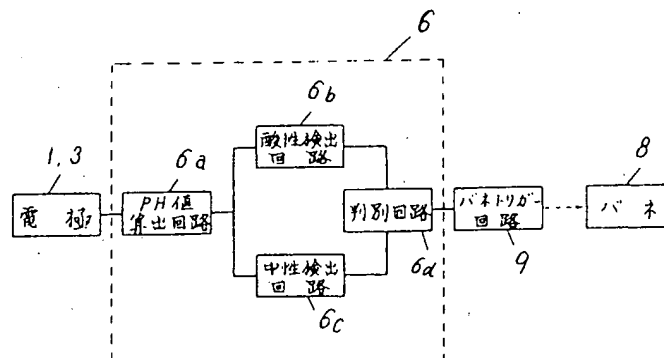 6
1, 3
電極
6a
PH値
算出回路
6b
酸性検出
回路
中性検出
回路
6c
判別回路
6d
バネトリガー
回路
9
8
バネ